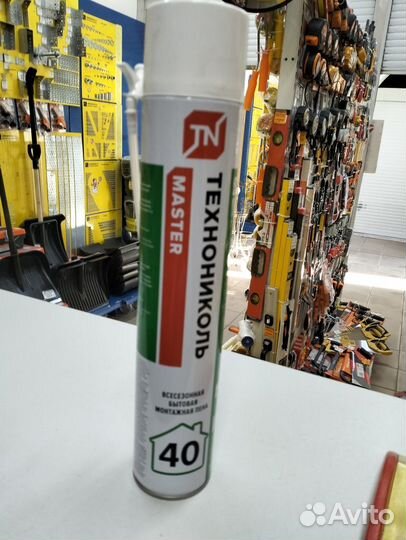 TN
ТЕХНОНИКОЛЬ
MASTER
ВСЕСЕЗОННАЯ
БЫТОВАЯ
МОНТАЖНАЯ ПЕНА
40
Avito